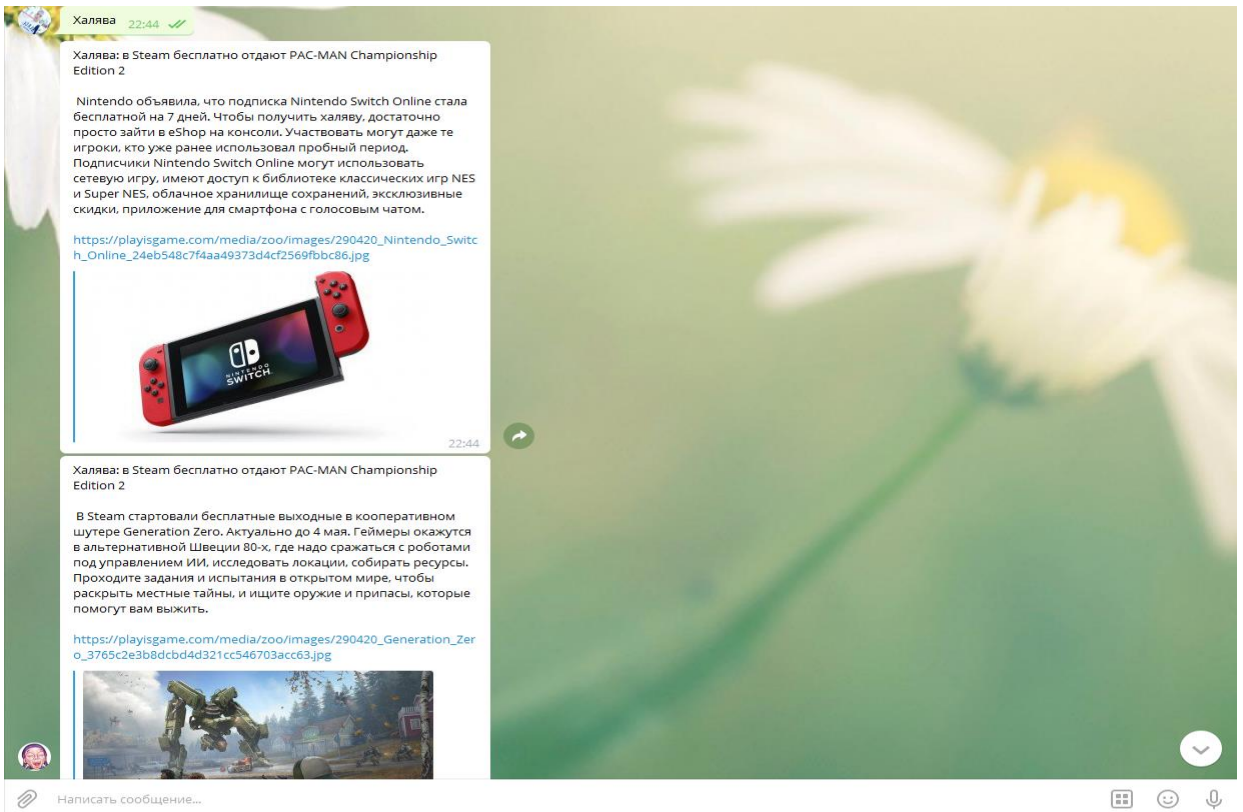 Халява 22:44
Халява: в Steam бесплатно отдают PAC-MAN Championship
Edition 2
Nintendo объявила, что подписка Nintendo Switch Online стала
бесплатной на 7 дней. Чтобы получить халяву, достаточно
просто зайти в eShop на консоли. Участвовать могут даже те
игроки, кто уже ранее использовал пробный период.
Подписчики Nintendo Switch Online могут использовать
сетевую игру, имеют доступ к библиотеке классических игр NES
и Super NES, облачное хранилище сохранений, эксклюзивные
скидки, приложение для смартфона с голосовым чатом.
https://playisgame.com/media/zoo/images/290420_Nintendo_Switc
h_Online_24eb548c7f4aa49373d4cf2569fbbc86.jpg
NINTENDO
SWITCH
22:44
Халява: в Steam бесплатно отдают PAC-MAN Championship
Edition 2
В Steam стартовали бесплатные выходные в кооперативном
шутере Generation Zero. Актуально до 4 мая. Геймеры окажутся
в альтернативной Швеции 80-х, где надо сражаться с роботами
под управлением ИИ, исследовать локации, собирать ресурсы.
Проходите задания и испытания в открытом мире, чтобы
раскрыть местные тайны, и ищите оружие и припасы, которые
помогут вам выжить.
https://playisgame.com/media/zoo/images/290420_Generation_Zer
o_3765c2e3b8dcbd4d321cc546703acc63.jpg
Написать сообщение...